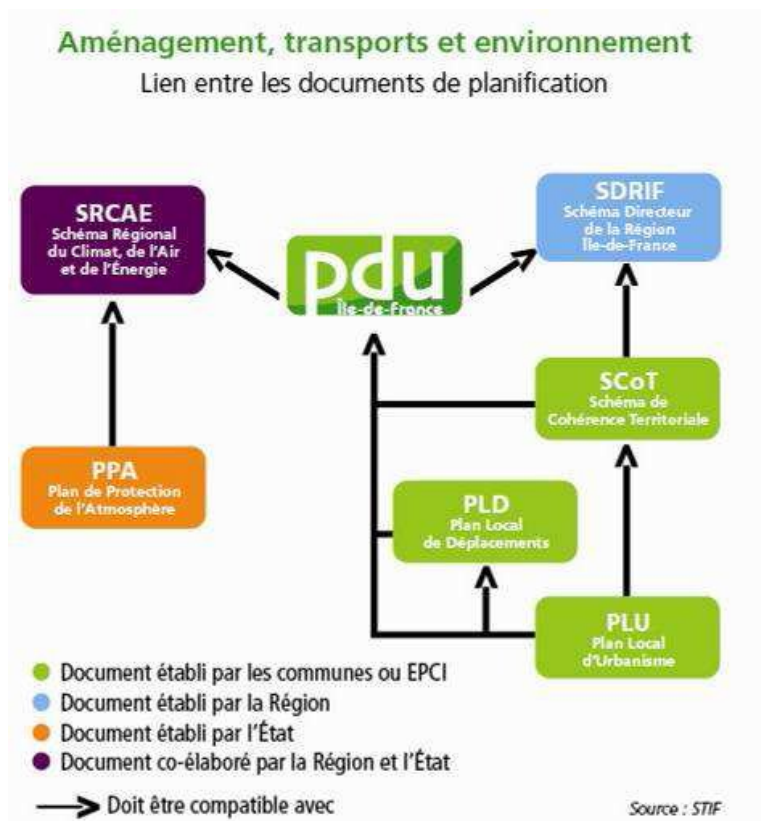 Aménagement, transports et environnement
Lien entre les documents de planification
SRCAE
Schéma Régional
du Climat, de l'Air
et de l'Énergie
pdu
Île-de-France
SDRIF
Schéma Directeur
de la Région
Île-de-France
SCoT
Schéma de
Cohérence Territoriale
PPA
Plan de Protection
de l'Atmosphère
PLD
Plan Local
de Déplacements
PLU
Plan Local
d'Urbanisme
Document établi par les communes ou EPCI
Document établi par la Région
Document établi par l'État
Document co-élaboré par la Région et l'État
Doit être compatible avec
Source : STIF